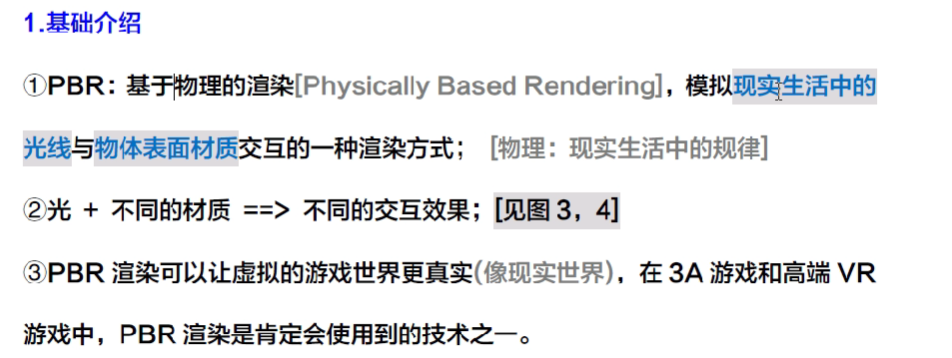 1.基础介绍
①PBR：基于物理的渲染[Physically Based Rendering]，模拟现实生活中的
光线与物体表面材质交互的一种渲染方式； [物理：现实生活中的规律]
②光 + 不同的材质 ==> 不同的交互效果；[见图 3，4]
③PBR 渲染可以让虚拟的游戏世界更真实(像现实世界)，在 3A 游戏和高端 VR
游戏中，PBR 渲染是肯定会使用到的技术之一。